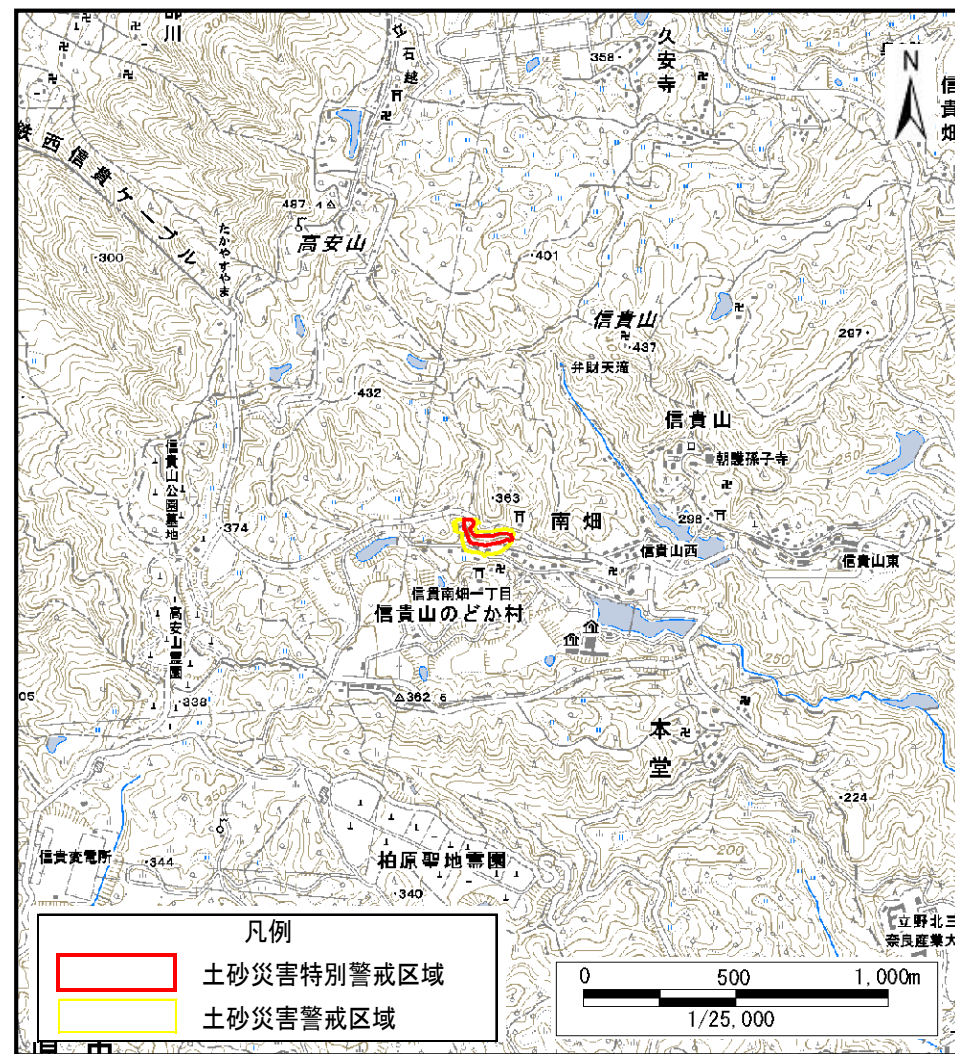 川
立石越
久安寺
358
250
N
信貴畑
鉄西信貴ケーブル
たかやすやま
487
高安山
300
401
信貴山
437
297
弁財天滝
432
信貴山
朝護孫子寺
250
信貴山公園墓地
363
374
南畑
298
信貴山西
信貴山東
信貴南畑一丁目
信貴山のどか村
高安山霊園
338
05
362 6
250
本堂
350
224
200
信貴変電所
344
柏原聖地霊園
340
立野北三
奈良産業大
凡例
土砂災害特別警戒区域
土砂災害警戒区域
0 500 1,000m
1/25,000